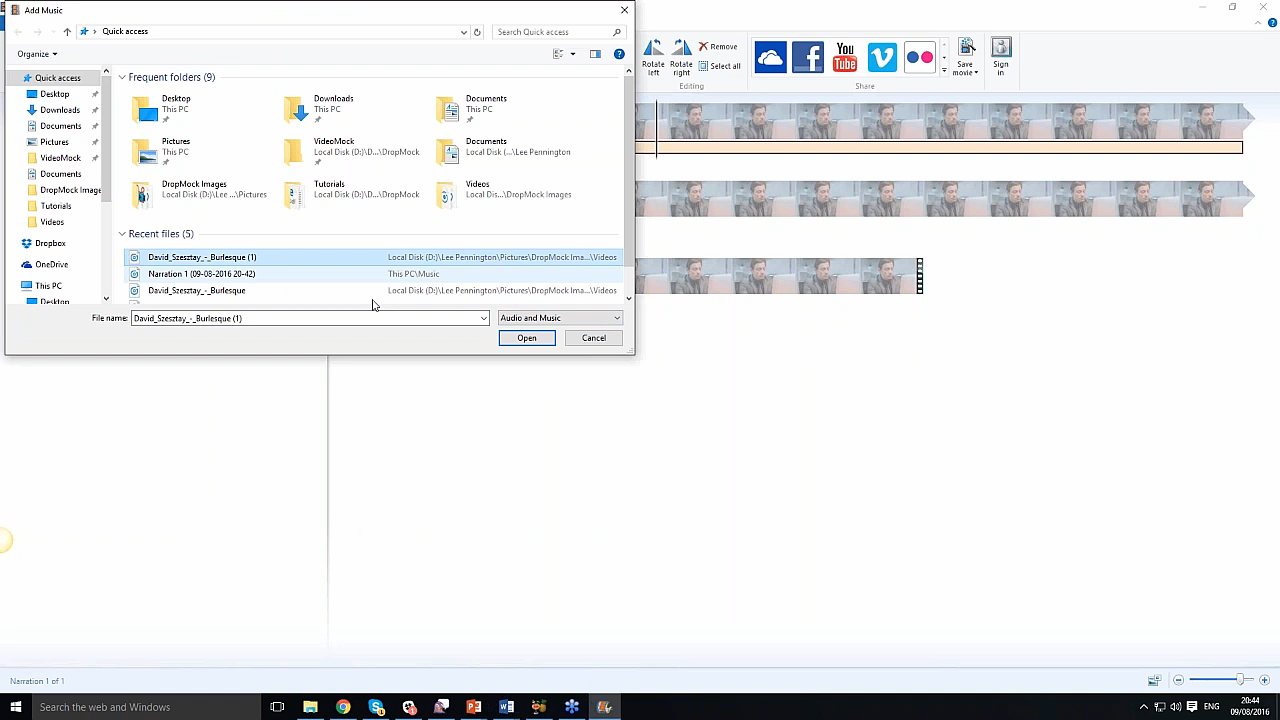 Add Music
Quick access
Search Quick access
Organize
Quick access
Desktop
Downloads
Documents
Pictures
VideoMock
Documents
DropMock Image
Tutorials
Videos
Dropbox
OneDrive
This PC
Desktop
Frequent folders (9)
Desktop
This PC
Downloads
This PC
Documents
This PC
Pictures
This PC
VideoMock
Local Disk (D:)\D...\DropMock
Documents
Local Disk (...\Lee Pennington
DropMock Images
Local Disk (D:)\Lee ...\Pictures
Tutorials
Local Disk (D:)\D...\DropMock
Videos
Local Dis...\DropMock Images
Recent files (5)
David_Szesztay_-_Burlesque (1) Local Disk (D:)\Lee Pennington\Pictures\DropMock Ima...\Videos
Narration 1 (09-08-2016 20-42) This PC\Music
David_Szesztay_-_Burlesque Local Disk (D:)\Lee Pennington\Pictures\DropMock Ima...\Videos
File name: David_Szesztay_-_Burlesque (1) Audio and Music
Open Cancel
Rotate left
Rotate right
Remove
Select all
Editing
You Tube
Share
Save movie
Sign in
Narration 1 of 1
Search the web and Windows
ENG
20:44
09/08/2016